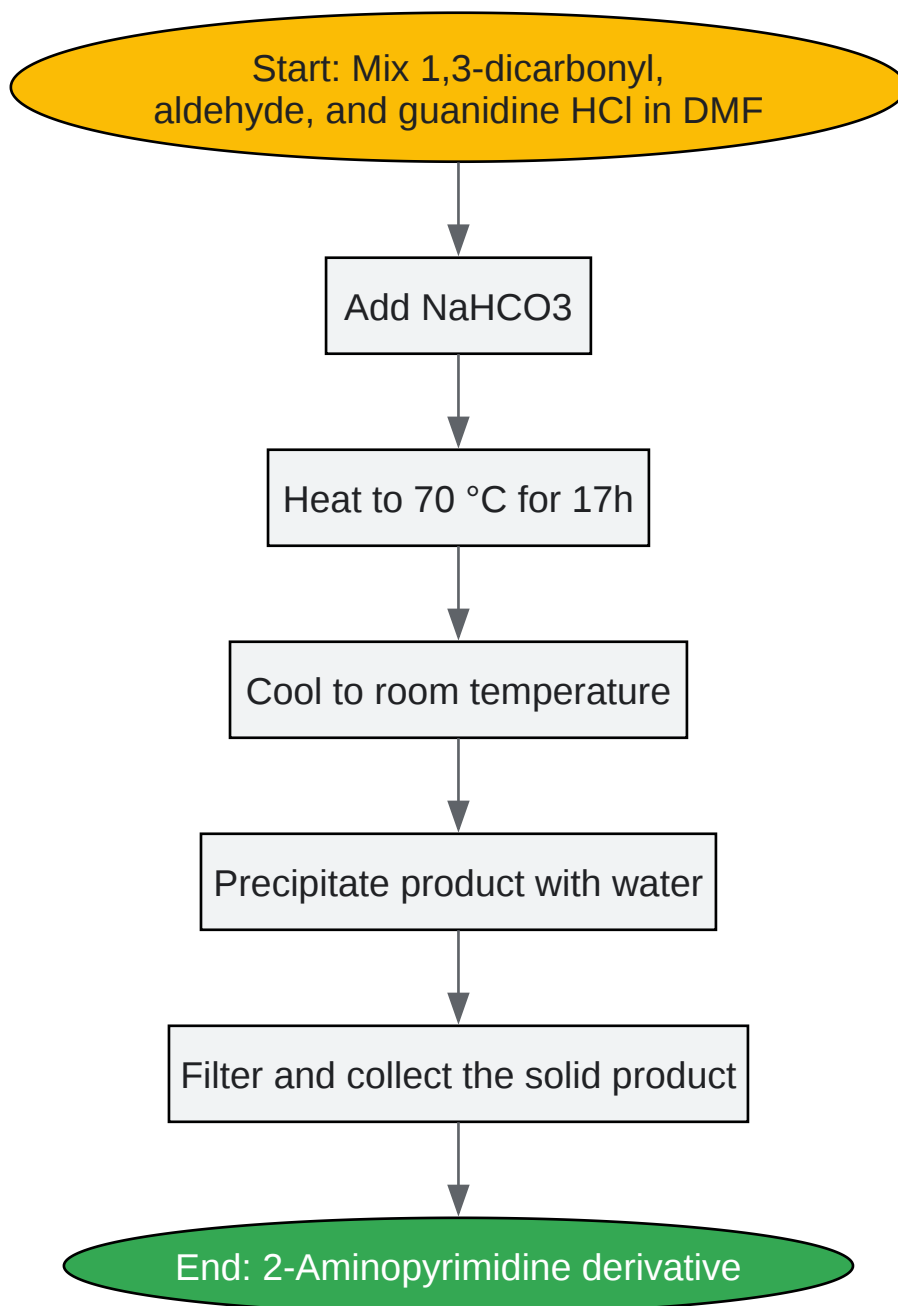 Start: Mix 1,3-dicarbonyl,
aldehyde, and guanidine HCl in DMF
Add NaHCO3
Heat to 70 °C for 17h
Cool to room temperature
Precipitate product with water
Filter and collect the solid product
End: 2-Aminopyrimidine derivative